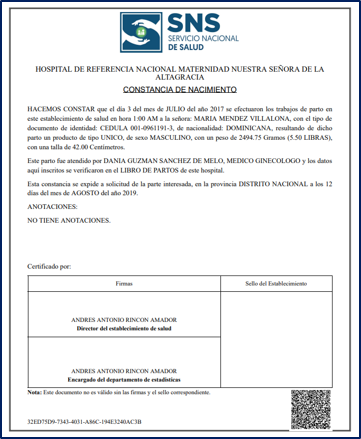 SNS
SERVICIO NACIONAL
DE SALUD
HOSPITAL DE REFERENCIA NACIONAL MATERNIDAD NUESTRA SEÑORA DE LA
ALTAGRACIA
CONSTANCIA DE NACIMIENTO
HACEMOS CONSTAR que el día 3 del mes de JULIO del año 2017 se efectuaron los trabajos de parto en
este establecimiento de salud en hora 1:00 AM a la señora: MARIA MENDEZ VILLALONA, con el tipo de
documento de identidad: CEDULA 001-0961191-3, de nacionalidad: DOMINICANA, resultando de dicho
parto un producto de tipo UNICO, de sexo MASCULINO, con un peso de 2494.75 Gramos (5.50 LIBRAS),
con una talla de 42.00 Centímetros.
Este parto fue atendido por DANIA GUZMAN SANCHEZ DE MELO, MEDICO GINECOLOGO y los datos
aquí inscritos se verificaron en el LIBRO DE PARTOS de este hospital.
Esta constancia se expide a solicitud de la parte interesada, en la provincia DISTRITO NACIONAL a los 12
días del mes de AGOSTO del año 2019.
ANOTACIONES:
NO TIENE ANOTACIONES.
Certificado por:
Firmas
Sello del Establecimiento
ANDRES ANTONIO RINCON AMADOR
Director del establecimiento de salud
ANDRES ANTONIO RINCON AMADOR
Encargado del departamento de estadísticas
Nota: Este documento no es válido sin las firmas y el sello correspondiente.
32ED75D9-7343-4031-A86C-194E3240AC3B